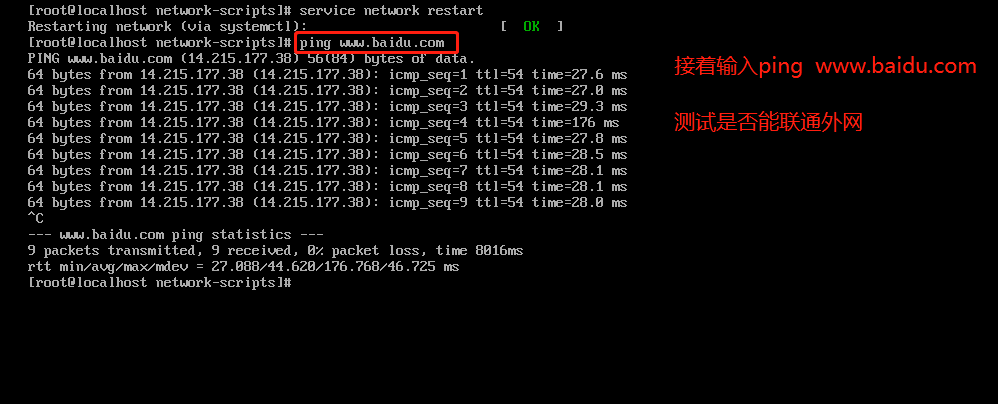 [root@localhost network-scripts]# service network restart
Restarting network (via systemctl):                        [  OK  ]
[root@localhost network-scripts]# ping www.baidu.com
PING www.baidu.com (14.215.177.38) 56(84) bytes of data.
64 bytes from 14.215.177.38 (14.215.177.38): icmp_seq=1 ttl=54 time=27.6 ms
64 bytes from 14.215.177.38 (14.215.177.38): icmp_seq=2 ttl=54 time=27.0 ms
64 bytes from 14.215.177.38 (14.215.177.38): icmp_seq=3 ttl=54 time=29.3 ms
64 bytes from 14.215.177.38 (14.215.177.38): icmp_seq=4 ttl=54 time=176 ms
64 bytes from 14.215.177.38 (14.215.177.38): icmp_seq=5 ttl=54 time=27.8 ms
64 bytes from 14.215.177.38 (14.215.177.38): icmp_seq=6 ttl=54 time=28.5 ms
64 bytes from 14.215.177.38 (14.215.177.38): icmp_seq=7 ttl=54 time=28.1 ms
64 bytes from 14.215.177.38 (14.215.177.38): icmp_seq=8 ttl=54 time=28.1 ms
64 bytes from 14.215.177.38 (14.215.177.38): icmp_seq=9 ttl=54 time=28.0 ms
^C
--- www.baidu.com ping statistics ---
9 packets transmitted, 9 received, 0% packet loss, time 8016ms
rtt min/avg/max/mdev = 27.088/44.620/176.768/46.725 ms
[root@localhost network-scripts]#
接着输入ping  www.baidu.com
测试是否能联通外网